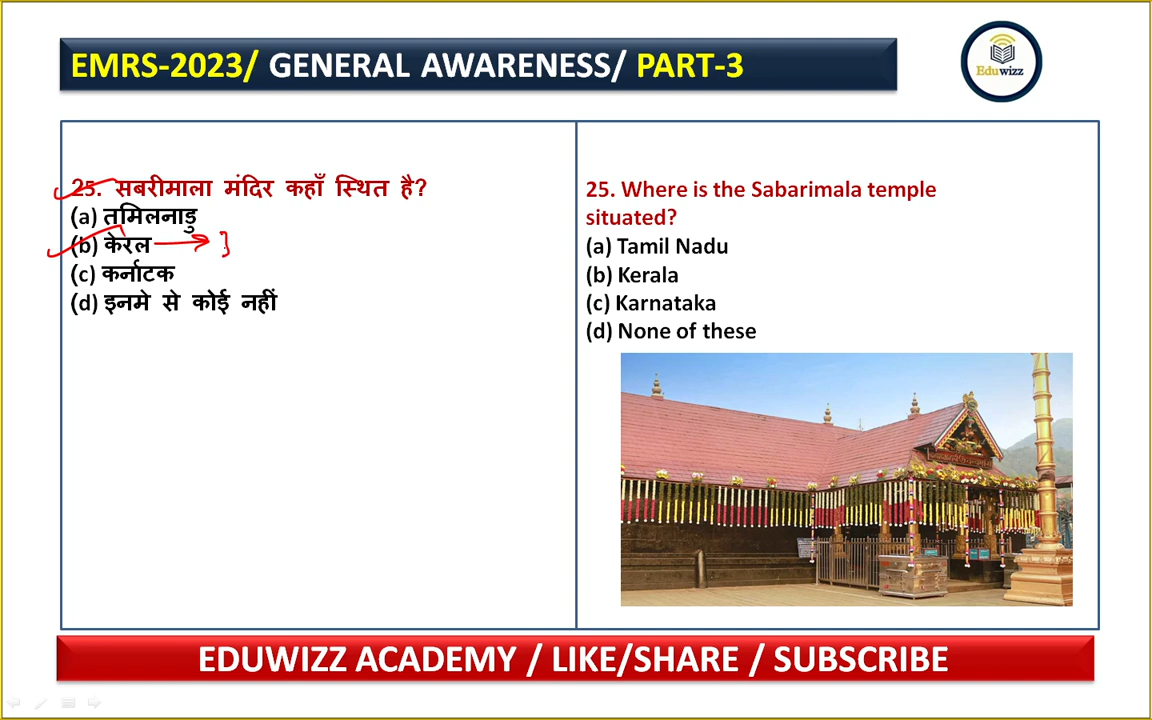 EMRS-2023/ GENERAL AWARENESS/ PART-3
Eduwizz
25. सबरीमाला मंदिर कहाँ स्थित है?
(a) तमिलनाडु
(b) केरल
(c) कर्नाटक
(d) इनमे से कोई नहीं
25. Where is the Sabarimala temple
situated?
(a) Tamil Nadu
(b) Kerala
(c) Karnataka
(d) None of these
EDUWIZZ ACADEMY / LIKE/SHARE / SUBSCRIBE